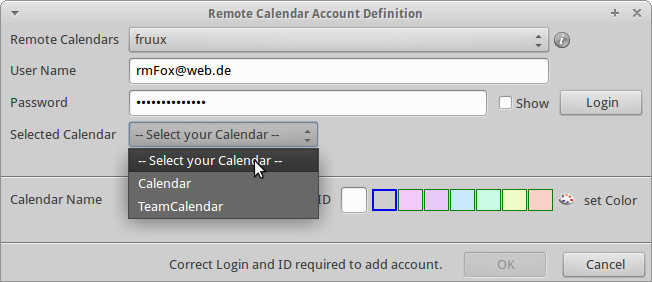 Remote Calendar Account Definition
Remote Calendars fruux
User Name rmFox@web.de
Password •••••••••••••• Show Login
Selected Calendar -- Select your Calendar --
-- Select your Calendar --
Calendar
TeamCalendar
Calendar Name ID set Color
Correct Login and ID required to add account. OK Cancel